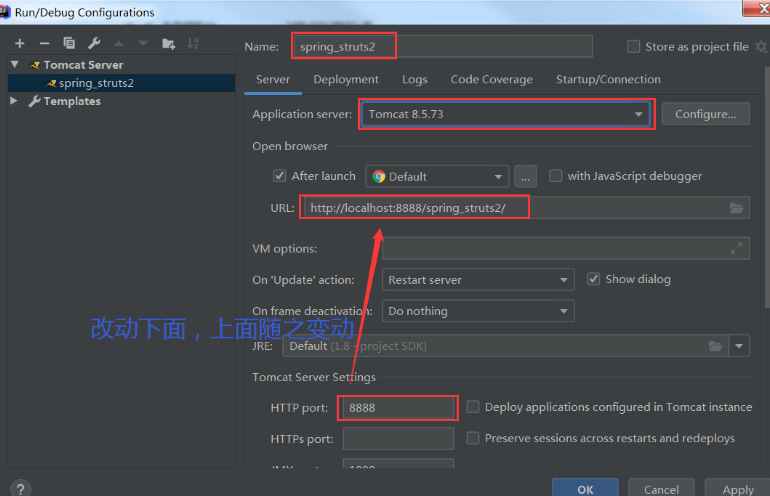 Run/Debug Configurations
Name: spring_struts2
Store as project file
Tomcat Server
spring_struts2
Templates
Server Deployment Logs Code Coverage Startup/Connection
Application server: Tomcat 8.5.73 Configure...
Open browser
After launch Default ... with JavaScript debugger
URL: http://localhost:8888/spring_struts2/
VM options:
On 'Update' action: Restart server Show dialog
On frame deactivation: Do nothing
改动下面，上面随之变动
JRE: Default (1.8 - project SDK)
Tomcat Server Settings
HTTP port: 8888 Deploy applications configured in Tomcat instance
HTTPs port: Preserve sessions across restarts and redeploys
? OK Cancel Apply